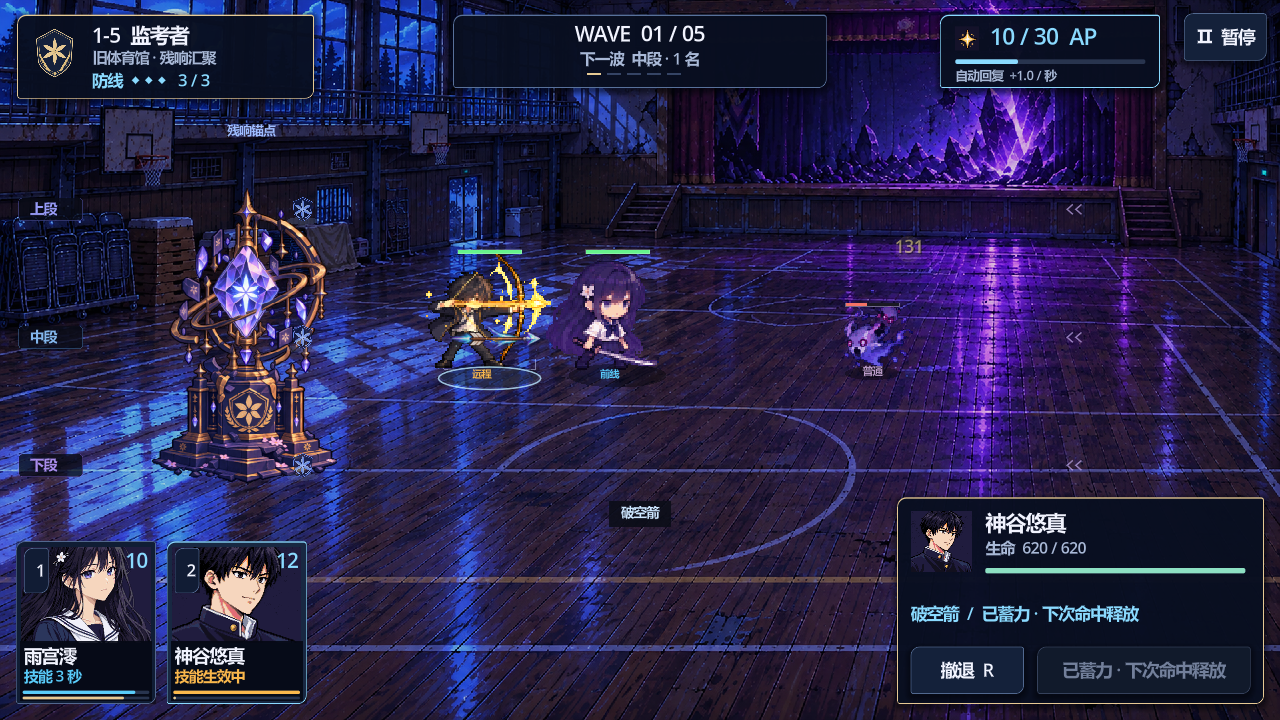 1-5 监考者
旧体育馆 · 残响汇聚
防线 3 / 3
WAVE 01 / 05
下一波 中段 · 1 名
10 / 30 AP
自动回复 +1.0 / 秒
暂停
残响锚点
上段
中段
下段
131
远程
前线
普通
破空箭
1
10
雨宫澪
技能 3 秒
2
12
神谷悠真
技能生效中
神谷悠真
生命 620 / 620
破空箭 / 已蓄力 · 下次命中释放
撤退 R
已蓄力 · 下次命中释放